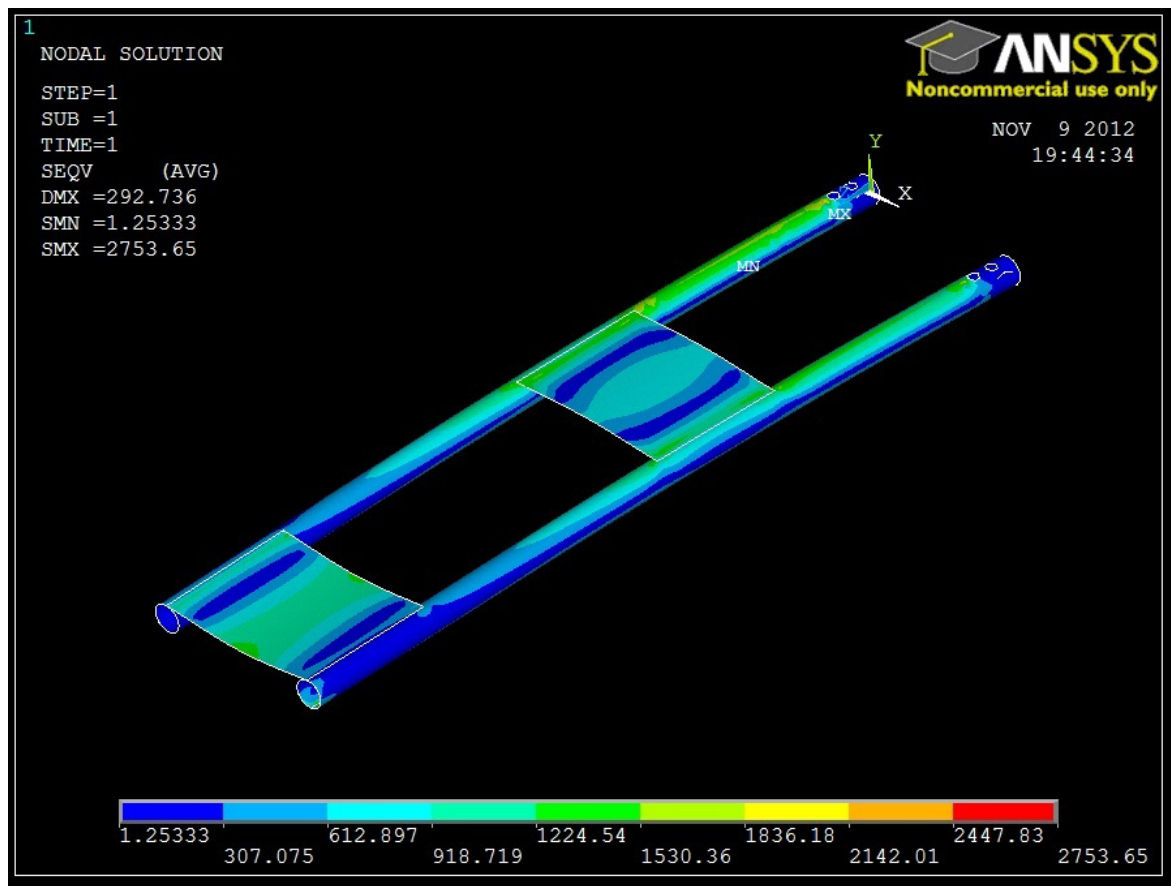 1
NODAL SOLUTION
STEP=1
SUB =1
TIME=1
SEQV (AVG)
DMX =292.736
SMN =1.25333
SMX =2753.65
ANSYS
Noncommercial use only
NOV 9 2012
19:44:34
Y
X
MX
MN
1.25333 612.897 1224.54 1836.18 2447.83
307.075 918.719 1530.36 2142.01 2753.65